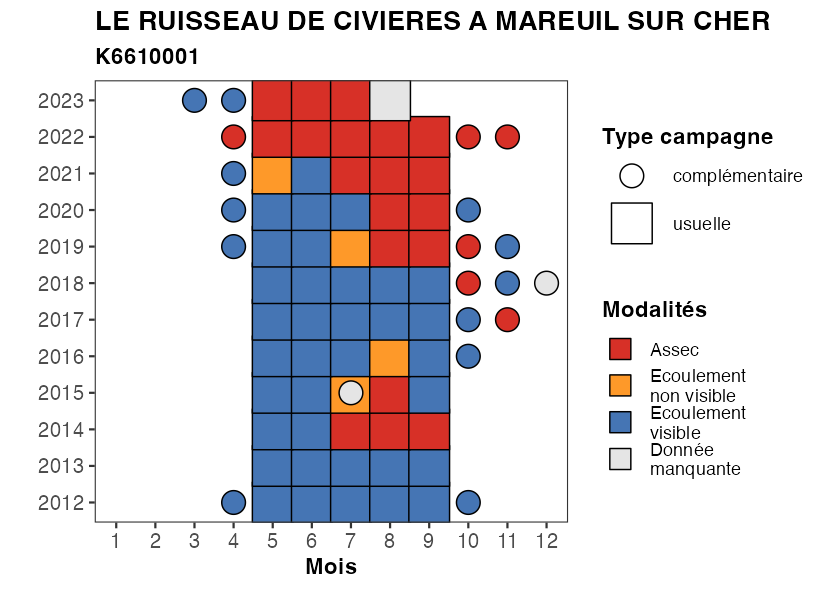 LE RUISSEAU DE CIVIERES A MAREUIL SUR CHER
K6610001
2023
2022
2021
2020
2019
2018
2017
2016
2015
2014
2013
2012
1 2 3 4 5 6 7 8 9 10 11 12
Mois
Type campagne
complémentaire
usuelle
Modalités
Assec
Ecoulement
non visible
Ecoulement
visible
Donnée
manquante